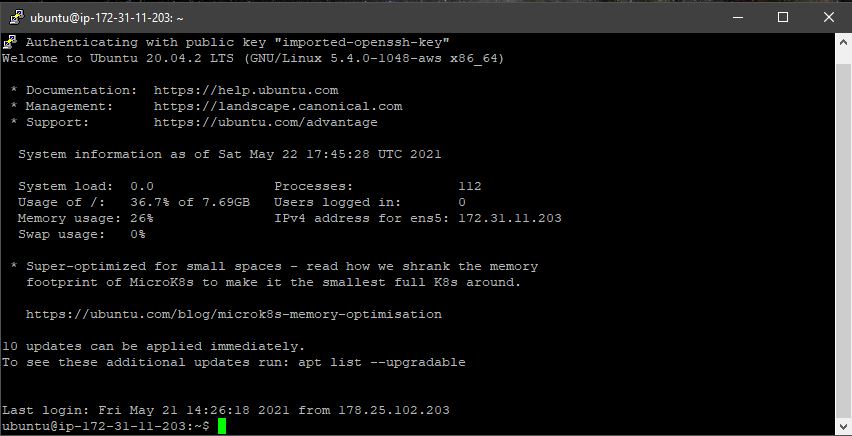 ubuntu@ip-172-31-11-203: ~
Authenticating with public key "imported-openssh-key"
Welcome to Ubuntu 20.04.2 LTS (GNU/Linux 5.4.0-1048-aws x86_64)
* Documentation:  https://help.ubuntu.com
* Management:     https://landscape.canonical.com
* Support:        https://ubuntu.com/advantage
System information as of Sat May 22 17:45:28 UTC 2021
System load:  0.0               Processes:             112
Usage of /:   36.7% of 7.69GB   Users logged in:       0
Memory usage: 26%               IPv4 address for ens5: 172.31.11.203
Swap usage:   0%
* Super-optimized for small spaces - read how we shrank the memory
footprint of MicroK8s to make it the smallest full K8s around.
https://ubuntu.com/blog/microk8s-memory-optimisation
10 updates can be applied immediately.
To see these additional updates run: apt list --upgradable
Last login: Fri May 21 14:26:18 2021 from 178.25.102.203
ubuntu@ip-172-31-11-203:~$